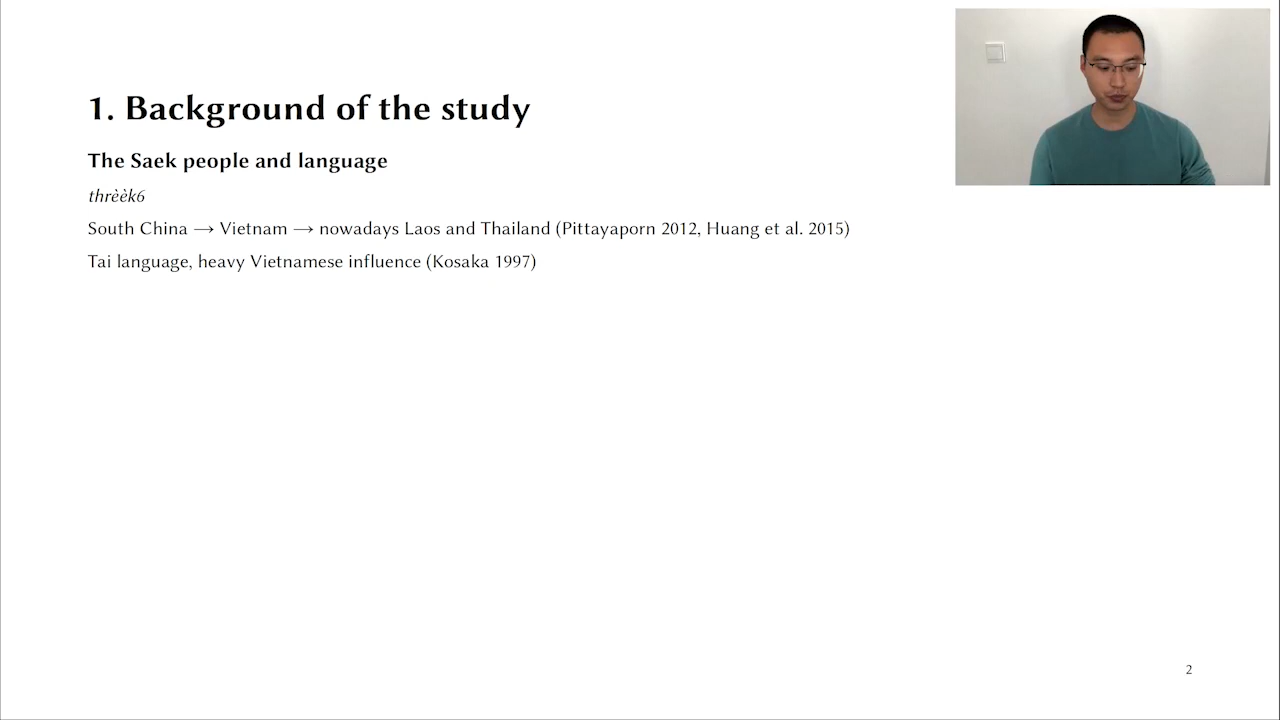 1. Background of the study
The Saek people and language
thrèèk6
South China → Vietnam → nowadays Laos and Thailand (Pittayaporn 2012, Huang et al. 2015)
Tai language, heavy Vietnamese influence (Kosaka 1997)
2